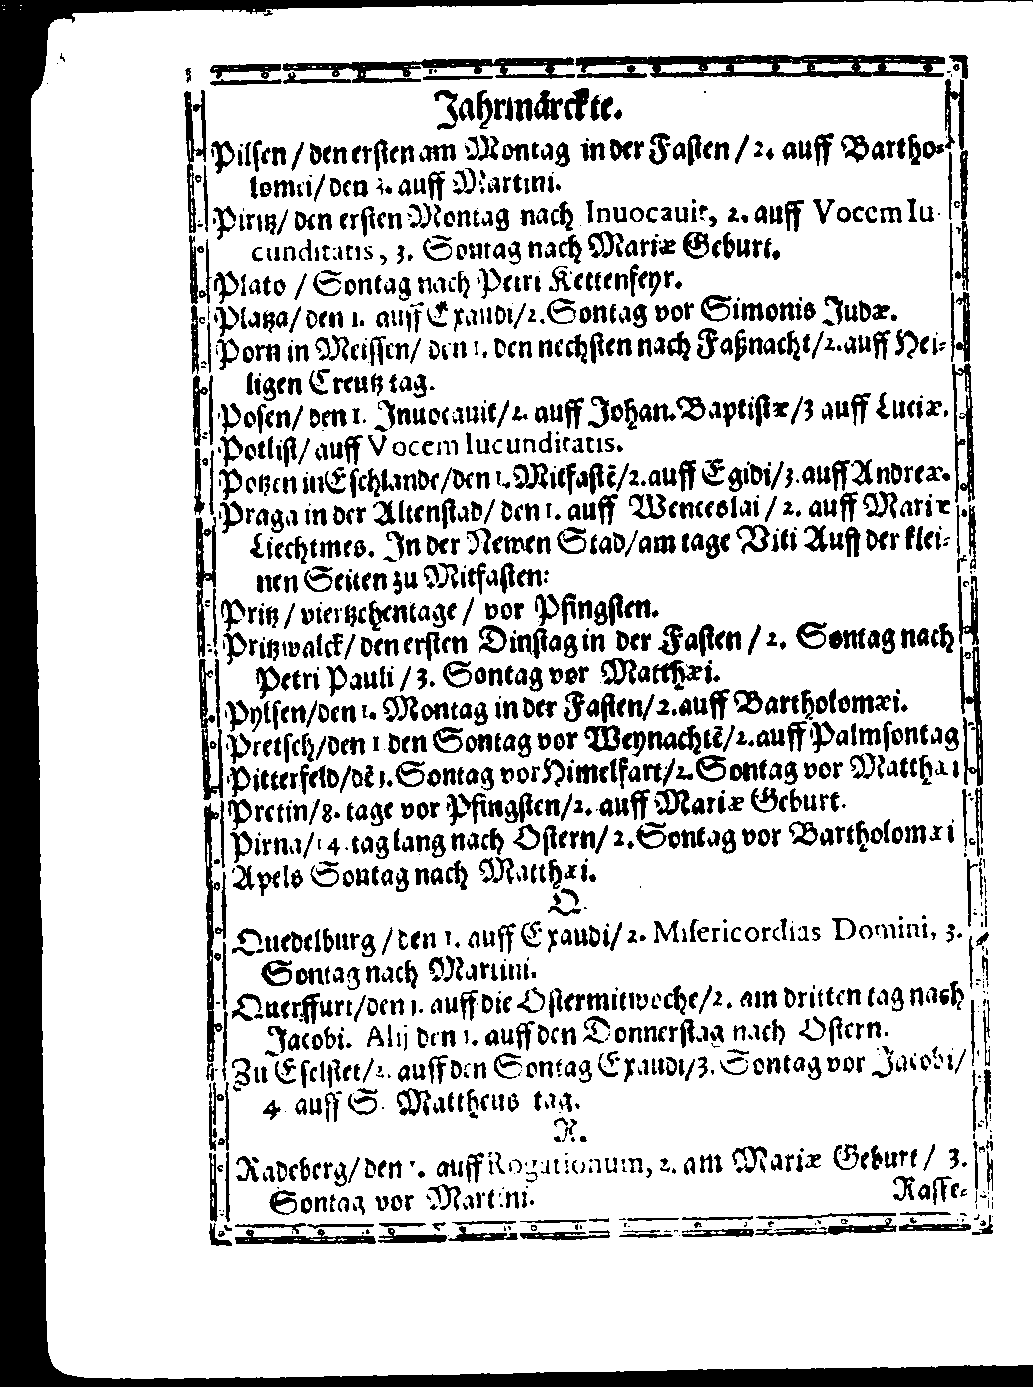 Jahrmärckte.
Pilsen / den ersten am Montag in der Fasten / 2. auff Bartho-
lomei / den 3. auff Martini.
Piritz / den ersten Montag nach Inuocauit, 2. auff Vocem Iu
cunditatis, 3. Sontag nach Mariæ Geburt.
Plato / Sontag nach Petri Kettenfeyr.
Platza / den 1. auff Exaudi / 2. Sontag vor Simonis Judæ.
Porn in Meissen / den 1. den nechsten nach Faßnacht / 2. auff Hei-
ligen Creutz tag.
Posen / den 1. Inuocauit / 2. auff Johan. Baptistæ / 3 auff Luciæ.
Potlist / auff Vocem Iucunditatis.
Potzen in Eschlande / den 1. Mitfastē / 2. auff Egidi / 3. auff Andreæ.
Praga in der Altenstad / den 1. auff Wenceslai / 2. auff Mariæ
Liechtmes. In der Newen Stad / am tage Viti Auff der klei-
nen Seiten zu Mitfasten:
Pritz / viertzehentage / vor Pfingsten.
Pritzwalck / den ersten Dinstag in der Fasten / 2. Sontag nach
Petri Pauli / 3. Sontag vor Matthæi.
Pylsen / den 1. Montag in der Fasten / 2. auff Bartholomæi.
Pretsch / den 1 den Sontag vor Weynachtē / 2. auff Palmsontag
Pitterfeld / dē 1. Sontag vor Himelfart / 2. Sontag vor Matthæi
Pretin / 8. tage vor Pfingsten / 2. auff Mariæ Geburt.
Pirna / 14. tag lang nach Ostern / 2. Sontag vor Bartholomæi
Apels Sontag nach Matthæi.
Q.
Quedelburg / den 1. auff Exaudi / 2. Misericordias Domini, 3.
Sontag nach Martini.
Querffurt / den 1. auff die Ostermitwoche / 2. am dritten tag nach
Jacobi. Alij den 1. auff den Donnerstag nach Ostern.
Zu Eselstet / 2. auff den Sontag Exaudi / 3. Sontag vor Jacobi /
4 auff S. Mattheus tag.
R.
Radeberg / den 1. auff Rogationum, 2. am Mariæ Geburt / 3.
Sontag vor Martini.
Rasse-